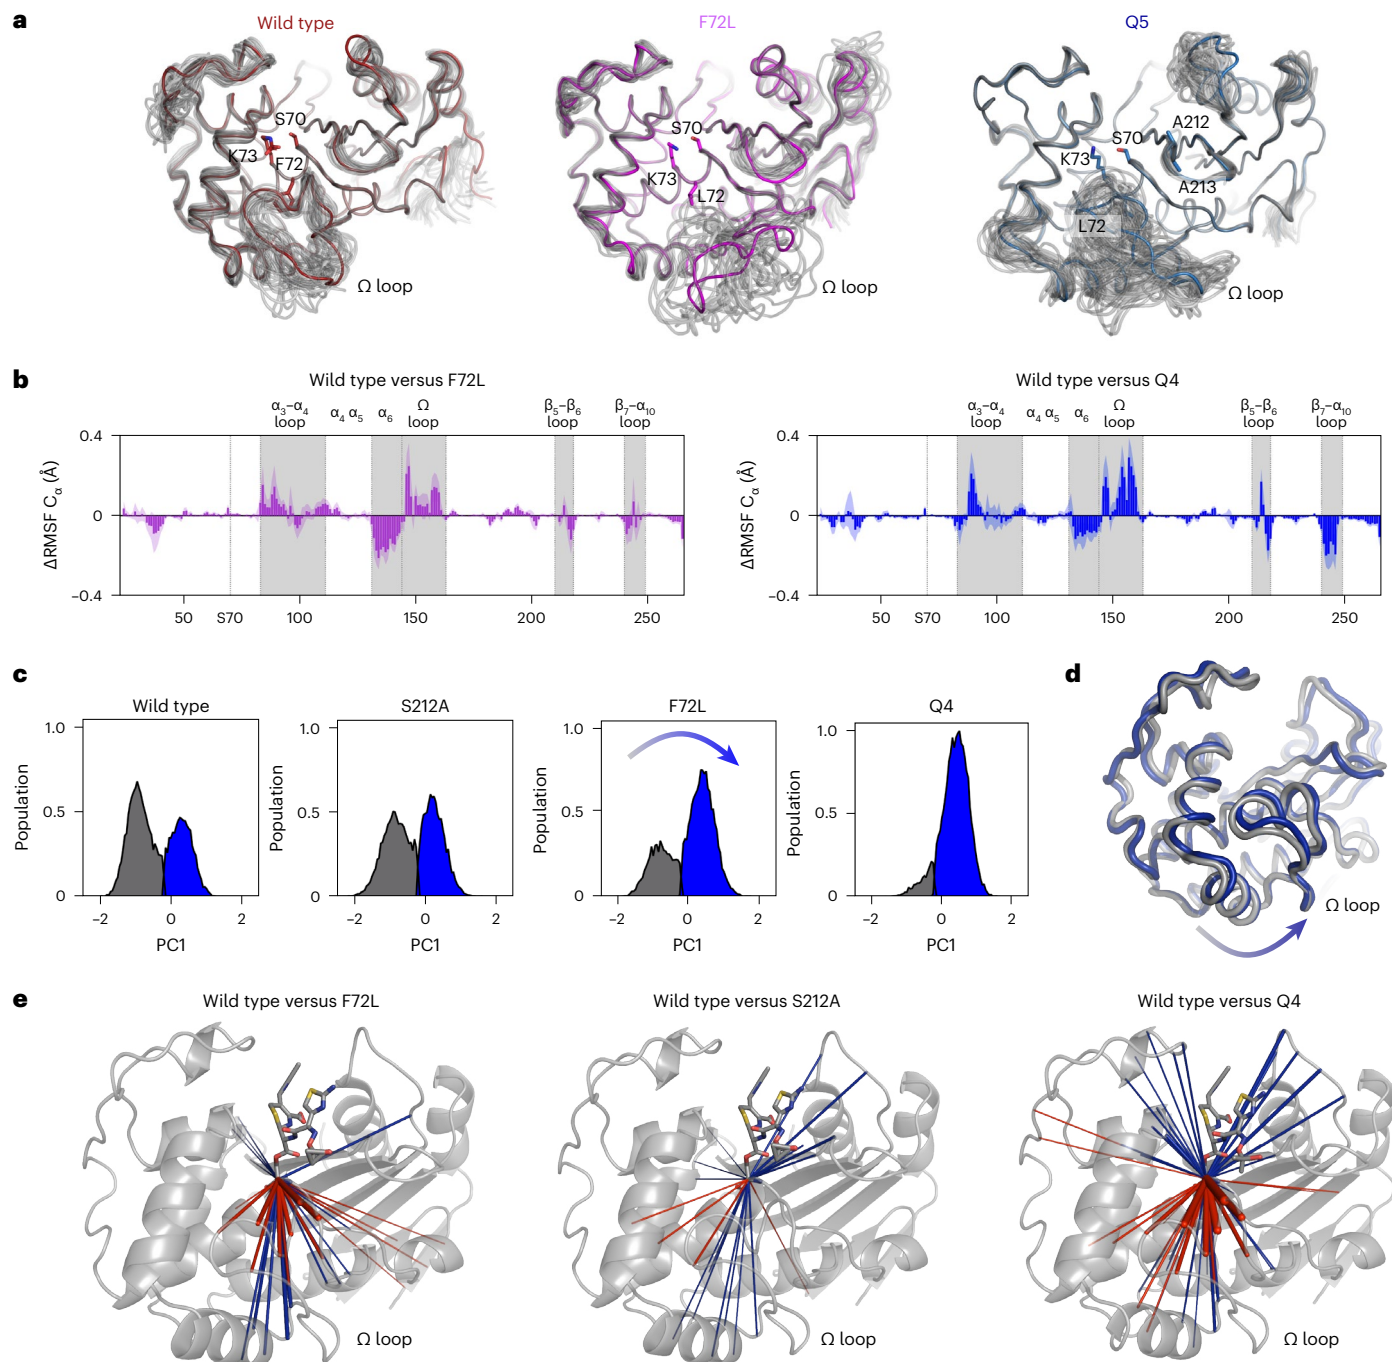 a
Wild type
F72L
Q5
S70
K73
F72
Ω loop
S70
K73
L72
Ω loop
A212
S70
K73
A213
L72
Ω loop
b
Wild type versus F72L
α3–α4 loop
α4 α5
α6
Ω loop
β5–β6 loop
β7–α10 loop
ΔRMSF Cα (Å)
0.4
0
−0.4
50 S70 100 150 200 250
Wild type versus Q4
α3–α4 loop
α4 α5
α6
Ω loop
β5–β6 loop
β7–α10 loop
ΔRMSF Cα (Å)
0.4
0
−0.4
50 S70 100 150 200 250
c
Wild type
Population
1.0
0.5
0
−2 0 2
PC1
S212A
Population
1.0
0.5
0
−2 0 2
PC1
F72L
Population
1.0
0.5
0
−2 0 2
PC1
Q4
Population
1.0
0.5
0
−2 0 2
PC1
d
Ω loop
e
Wild type versus F72L
Ω loop
Wild type versus S212A
Ω loop
Wild type versus Q4
Ω loop